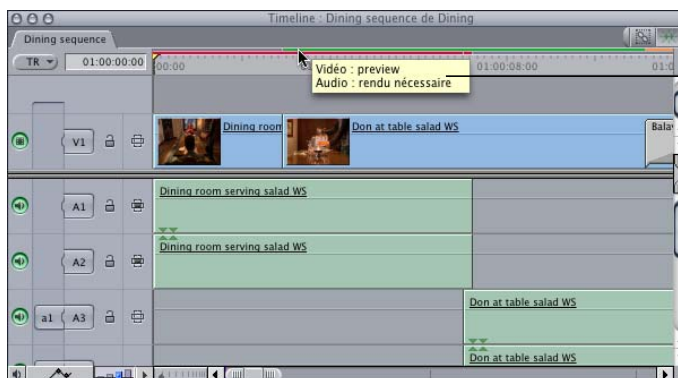 Timeline : Dining sequence de Dining
Dining sequence
TR 01:00:00:00 00:00 01:00:08:00 01:0
Vidéo : preview
Audio : rendu nécessaire
V1 Dining room Don at table salad WS Bala
A1 Dining room serving salad WS
A2 Dining room serving salad WS
a1 A3 Don at table salad WS
Don at table salad WS